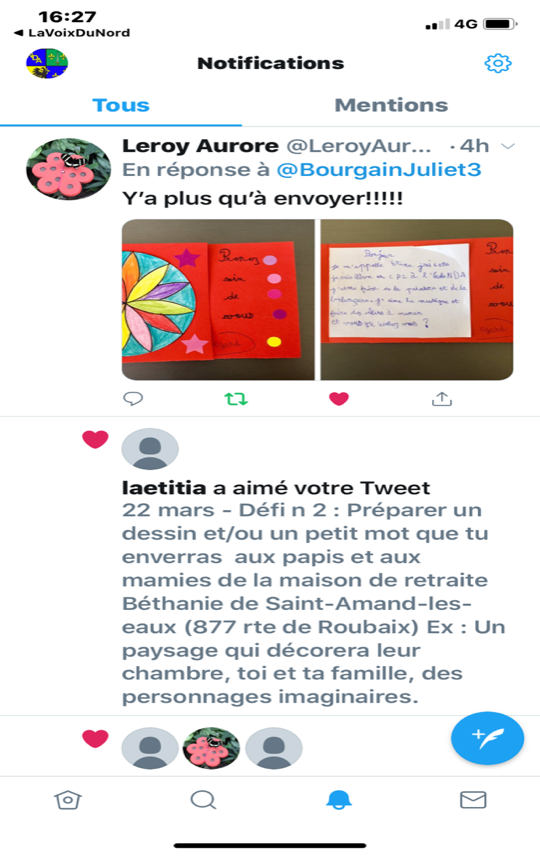 16:27
4G
◀ LaVoixDuNord
Notifications
Tous
Mentions
Leroy Aurore @LeroyAur... · 4h
En réponse à @BourgainJuliet3
Y’a plus qu’à envoyer!!!!!
Prenez
soin
de
vous
Bonjour
laetitia a aimé votre Tweet
22 mars - Défi n 2 : Préparer un
dessin et/ou un petit mot que tu
enverras aux papis et aux
mamies de la maison de retraite
Béthanie de Saint-Amand-les-
eaux (877 rte de Roubaix) Ex : Un
paysage qui décorera leur
chambre, toi et ta famille, des
personnages imaginaires.